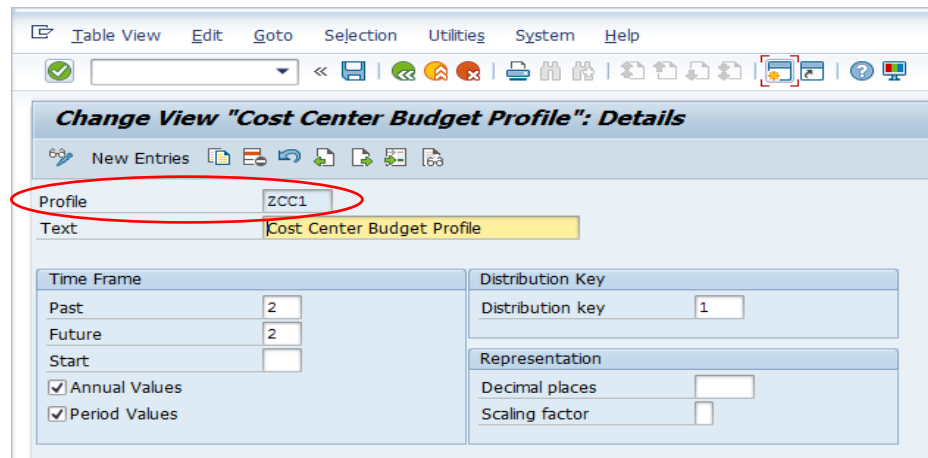 Table View Edit Goto Selection Utilities System Help
Change View "Cost Center Budget Profile": Details
New Entries
Profile ZCC1
Text Cost Center Budget Profile
Time Frame
Past 2
Future 2
Start
Annual Values
Period Values
Distribution Key
Distribution key 1
Representation
Decimal places
Scaling factor